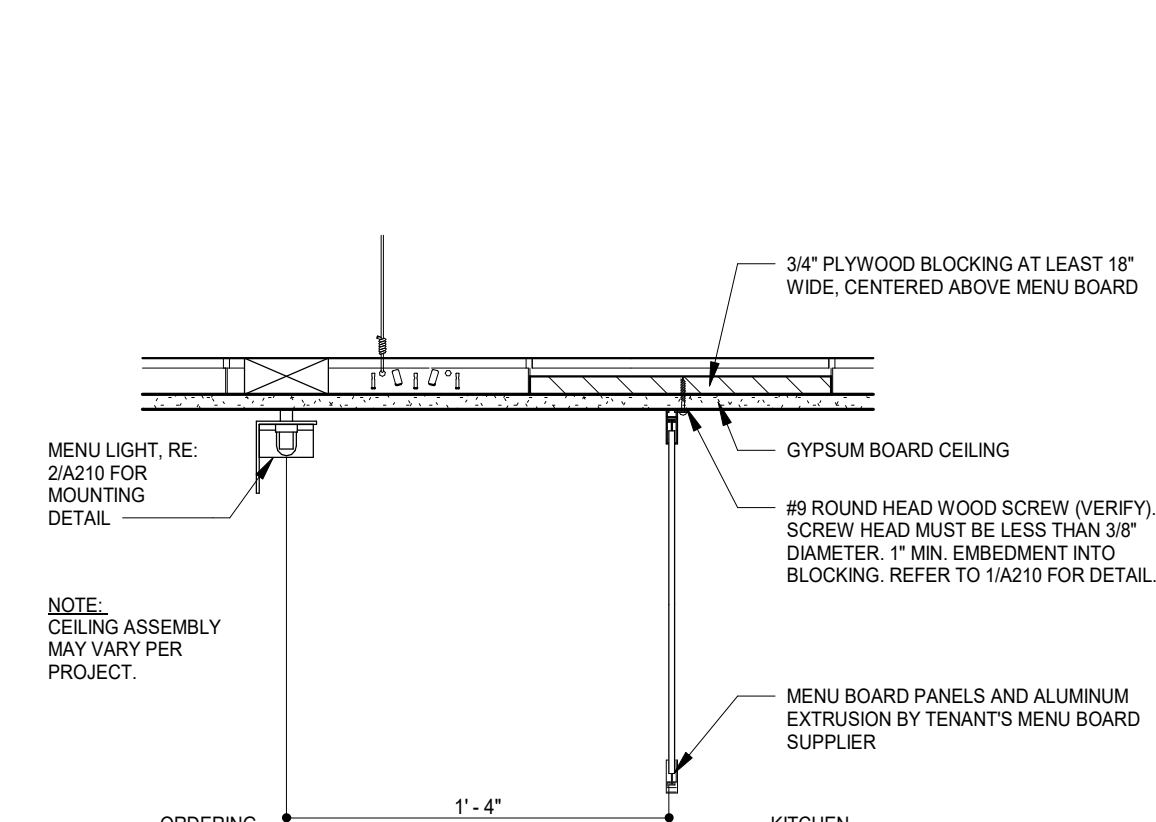 3/4" PLYWOOD BLOCKING AT LEAST 18"
WIDE, CENTERED ABOVE MENU BOARD
MENU LIGHT, RE:
2/A210 FOR
MOUNTING
DETAIL
GYPSUM BOARD CEILING
#9 ROUND HEAD WOOD SCREW (VERIFY).
SCREW HEAD MUST BE LESS THAN 3/8"
DIAMETER. 1" MIN. EMBEDMENT INTO
BLOCKING. REFER TO 1/A210 FOR DETAIL.
NOTE:
CEILING ASSEMBLY
MAY VARY PER
PROJECT.
MENU BOARD PANELS AND ALUMINUM
EXTRUSION BY TENANT'S MENU BOARD
SUPPLIER
1' - 4"
ORDERING
KITCHEN